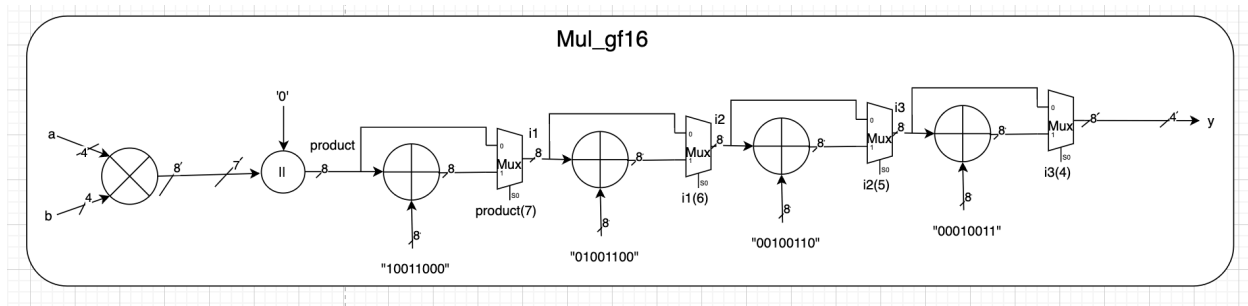 Mul_gf16
'0'
a
4
b
4
8
7
||
product
8
8
8
"10011000"
0
1
Mux
S0
product(7)
i1
8
8
8
"01001100"
0
1
Mux
S0
i1(6)
i2
8
8
8
"00100110"
0
1
Mux
S0
i2(5)
i3
8
8
8
"00010011"
0
1
Mux
S0
i3(4)
8
4
y